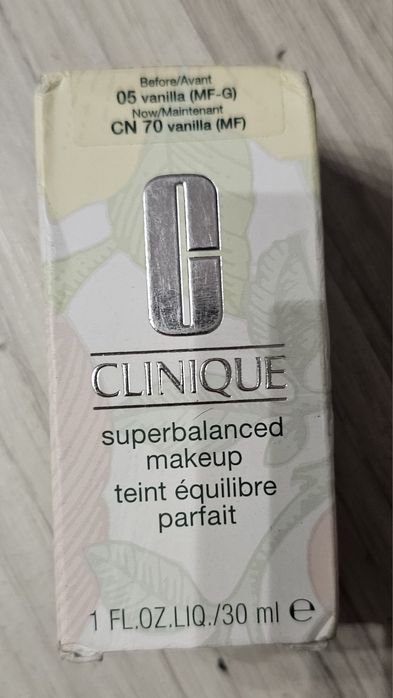 Before/Avant
05 vanilla (MF-G)
Now/Maintenant
CN 70 vanilla (MF)
CLINIQUE
superbalanced
makeup
teint équilibre
parfait
1 FL.OZ.LIQ./30 ml ℮